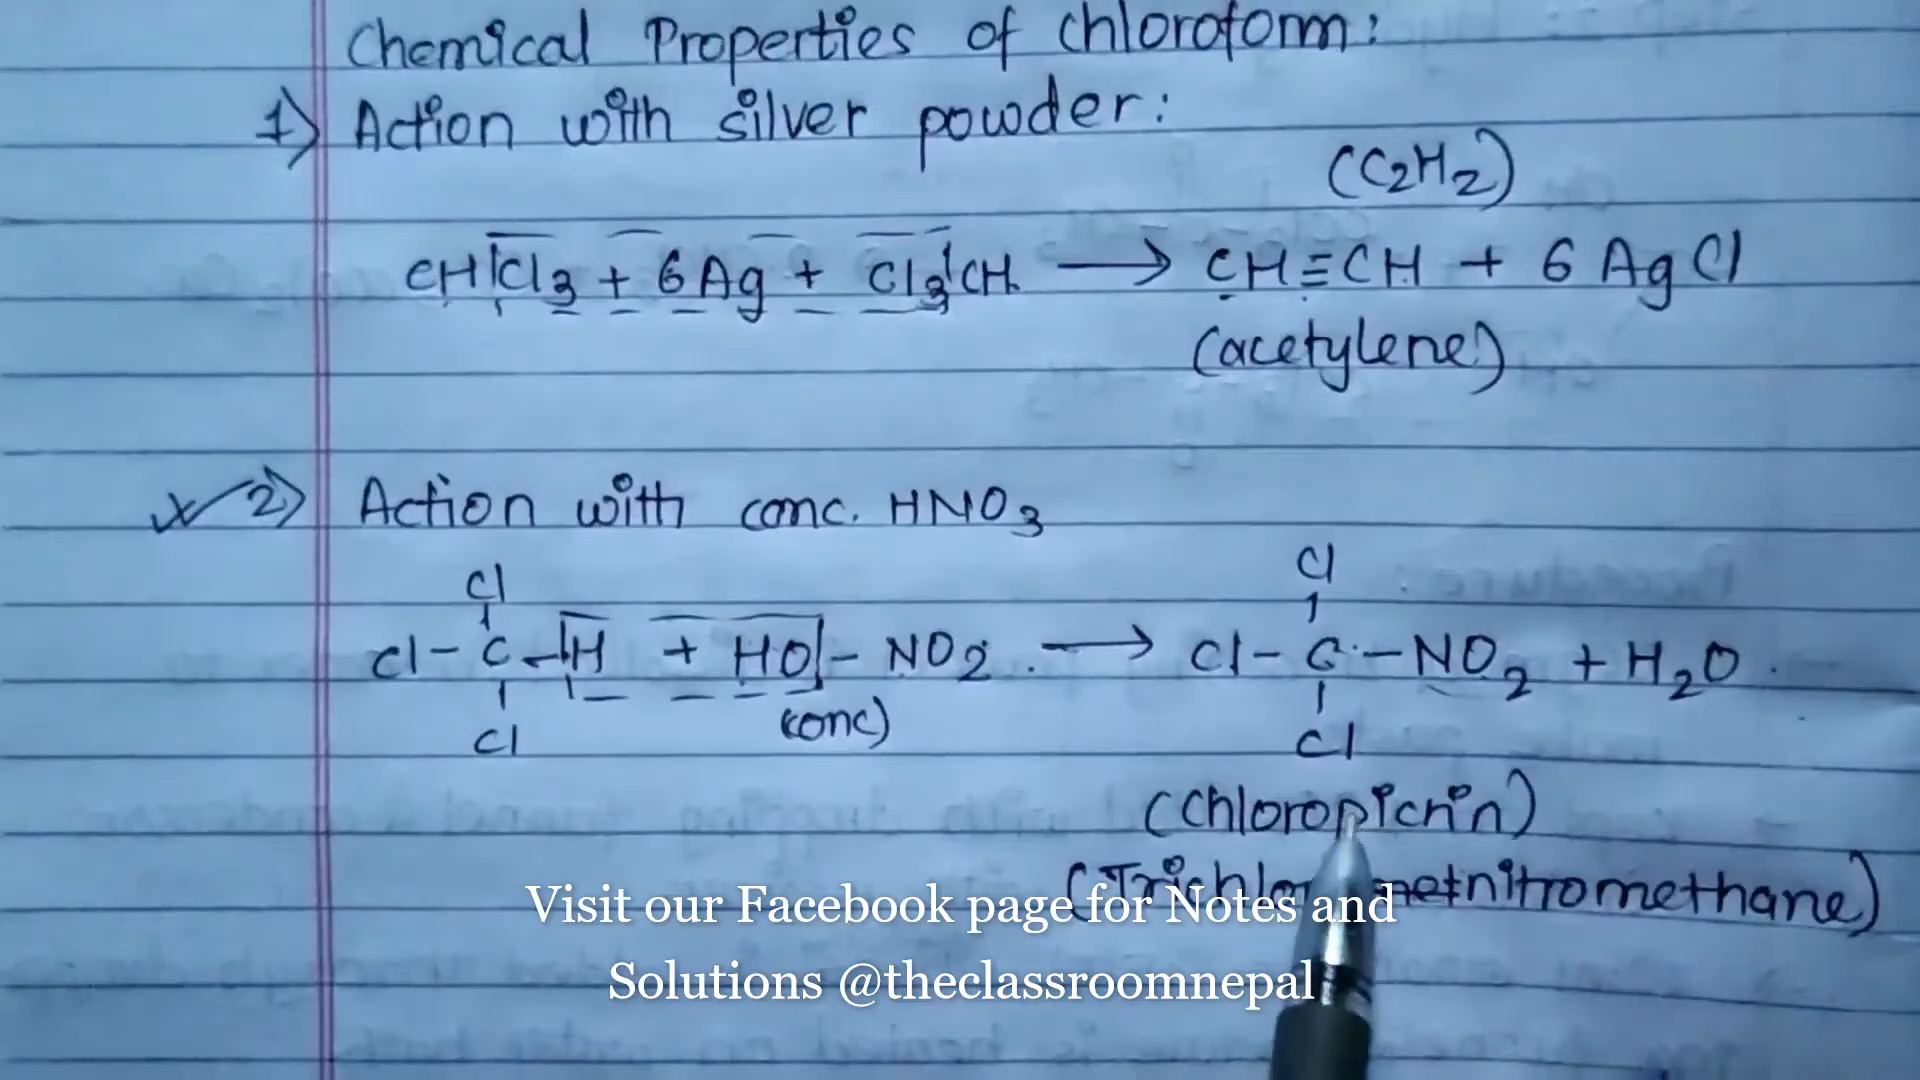 Chemical Properties of Chloroform:
1) Action with silver powder:
(C2H2)
CHCl3 + 6Ag + Cl3CH → CH≡CH + 6 AgCl
(acetylene)
2) Action with conc. HNO3
Cl Cl
Cl - C - H + HO - NO2 → Cl - C - NO2 + H2O
Cl (conc) Cl
(Chloropicrin)
nitromethane)
Visit our Facebook page for Notes and
Solutions @theclassroomnepal